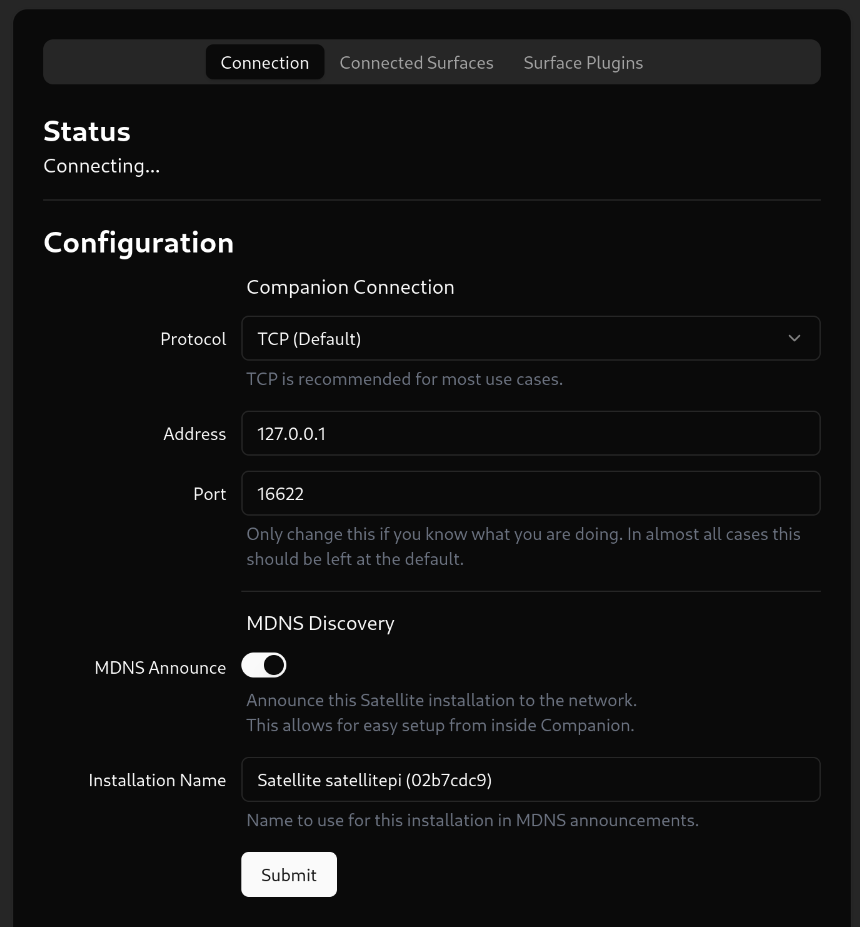 Connection Connected Surfaces Surface Plugins
Status
Connecting...
Configuration
Companion Connection
Protocol TCP (Default)
TCP is recommended for most use cases.
Address 127.0.0.1
Port 16622
Only change this if you know what you are doing. In almost all cases this
should be left at the default.
MDNS Discovery
MDNS Announce
Announce this Satellite installation to the network.
This allows for easy setup from inside Companion.
Installation Name Satellite satellitepi (02b7cdc9)
Name to use for this installation in MDNS announcements.
Submit